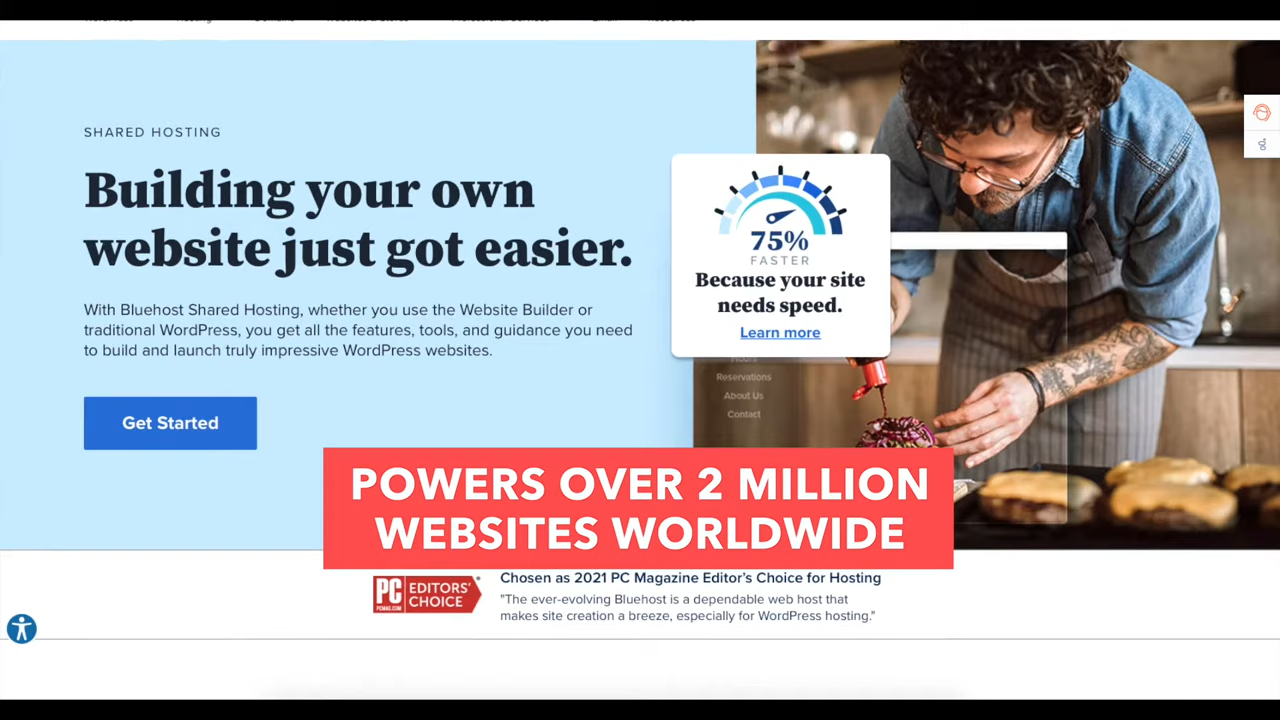 SHARED HOSTING
Building your own
website just got easier.
With Bluehost Shared Hosting, whether you use the Website Builder or
traditional WordPress, you get all the features, tools, and guidance you need
to build and launch truly impressive WordPress websites.
Get Started
75%
FASTER
Because your site
needs speed.
Learn more
Reservations
About Us
Contact
POWERS OVER 2 MILLION
WEBSITES WORLDWIDE
PC
PCMAG.COM
EDITORS'
CHOICE
Chosen as 2021 PC Magazine Editor's Choice for Hosting
"The ever-evolving Bluehost is a dependable web host that
makes site creation a breeze, especially for WordPress hosting."